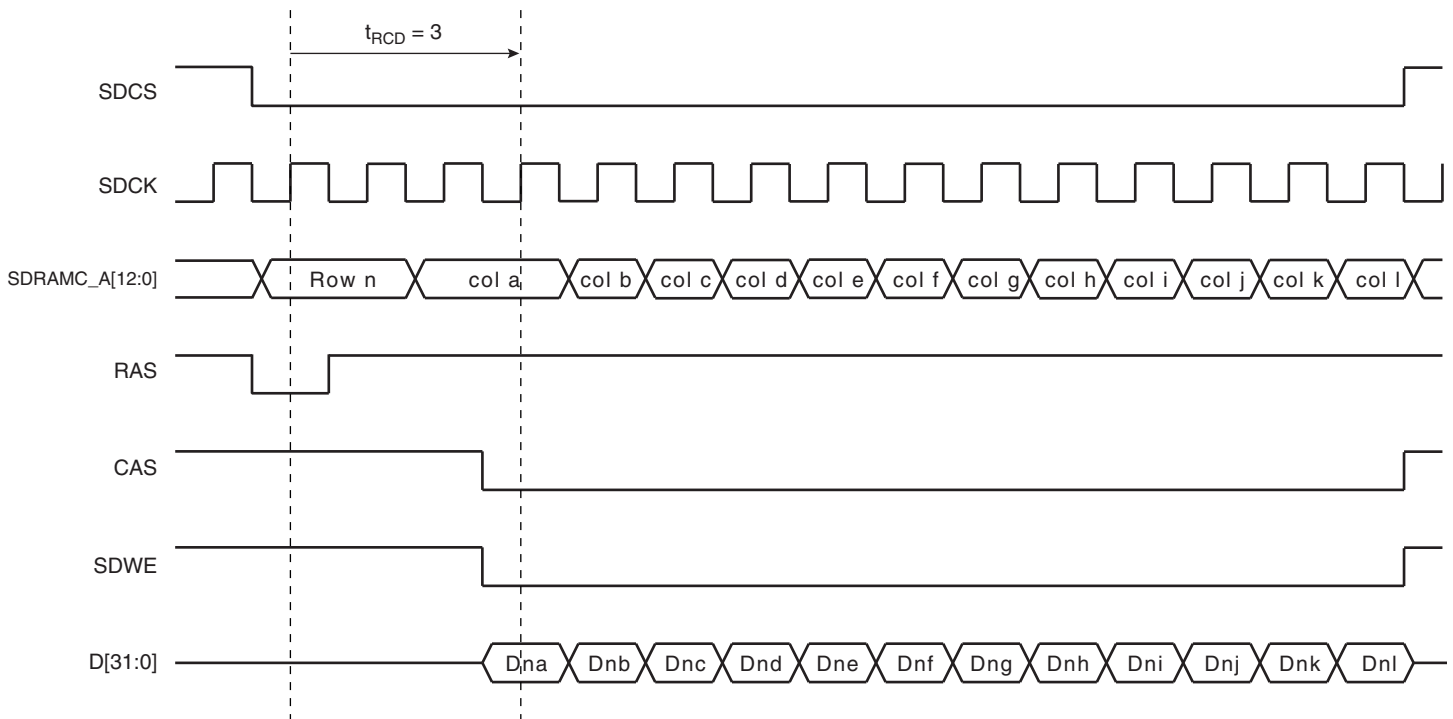 t_RCD = 3
SDCS
SDCK
SDRAMC_A[12:0] Row n col a col b col c col d col e col f col g col h col i col j col k col l
RAS
CAS
SDWE
D[31:0] Dna Dnb Dnc Dnd Dne Dnf Dng Dnh Dni Dnj Dnk Dnl